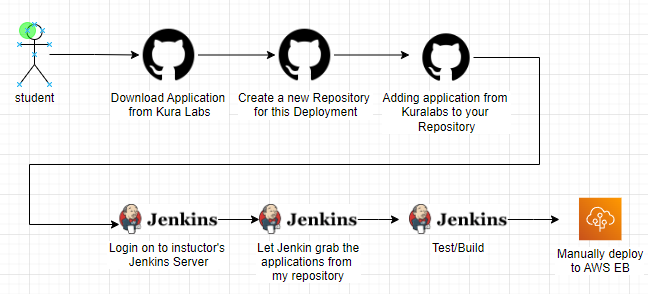 student
Download Application
from Kura Labs
Create a new Repository
for this Deployment
Adding application from
Kuralabs to your
Repository
Jenkins
Jenkins
Jenkins
Login on to instuctor's
Jenkins Server
Let Jenkin grab the
applications from
my repository
Test/Build
Manually deploy
to AWS EB